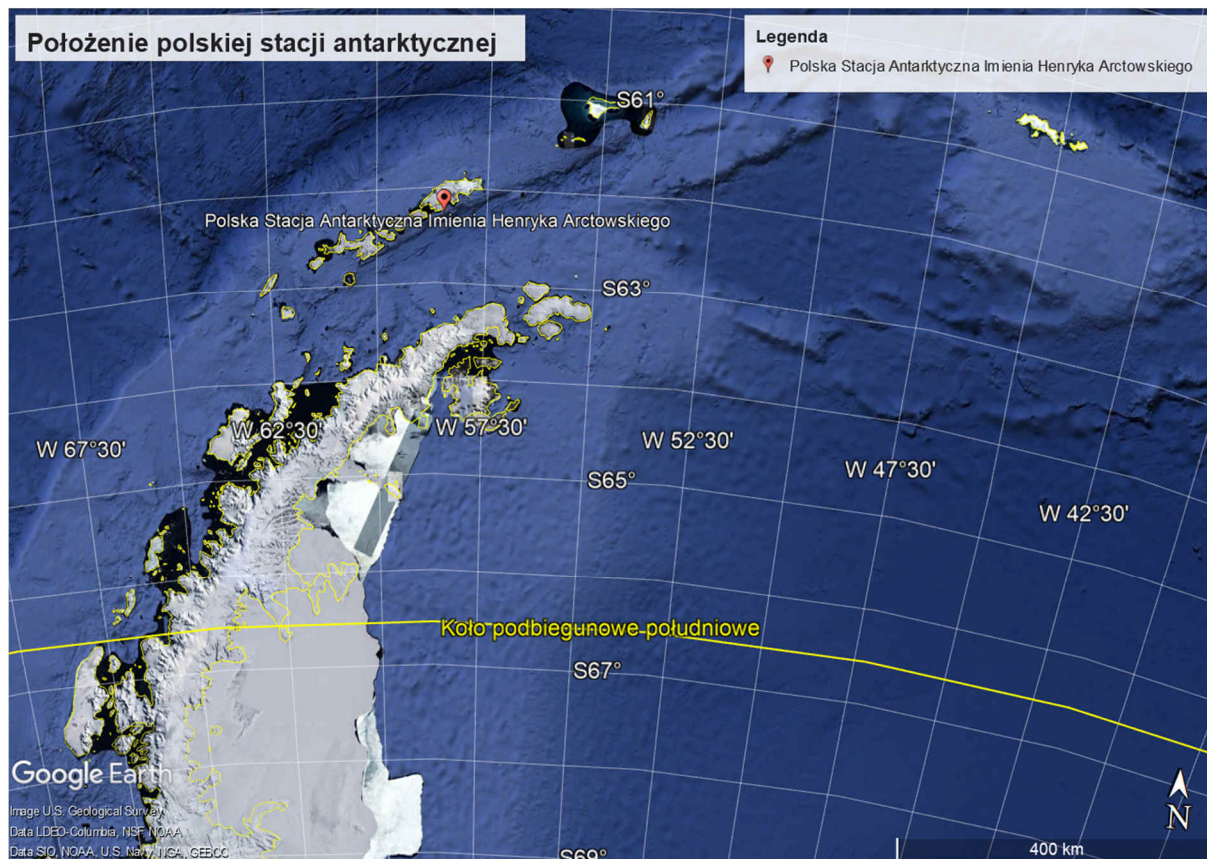 Położenie polskiej stacji antarktycznej
Legenda
Polska Stacja Antarktyczna Imienia Henryka Arctowskiego
S61°
Polska Stacja Antarktyczna Imienia Henryka Arctowskiego
S63°
W 67°30'
W 62°30'
W 57°30'
W 52°30'
S65°
W 47°30'
W 42°30'
Koło podbiegunowe południowe
S67°
Google Earth
Image U.S. Geological Survey
Data LDEO-Columbia, NSF, NOAA
Data SIO, NOAA, U.S. Navy, NGA, GEBCO
S69°
400 km
N